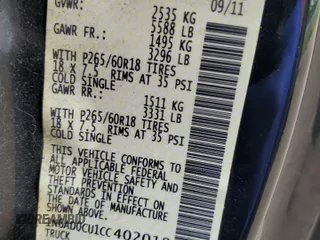 GVWR:
09/11
2535 KG
5588 LB
GAWR FR.:
1495 KG
3296 LB
WITH P265/60R18 TIRES
18 X 7.5 RIMS AT 35 PSI
COLD SINGLE
GAWR RR.:
1511 KG
3331 LB
WITH P265/60R18 TIRES
18 X 7.5 RIMS AT 35 PSI
COLD SINGLE
THIS VEHICLE CONFORMS TO
ALL APPLICABLE FEDERAL
MOTOR VEHICLE SAFETY AND
THEFT PREVENTION
STANDARDS IN EFFECT ON
THE DATE OF MANUFACTURE
SHOWN ABOVE.
1N6AD0CU1CC402019
TRUCK